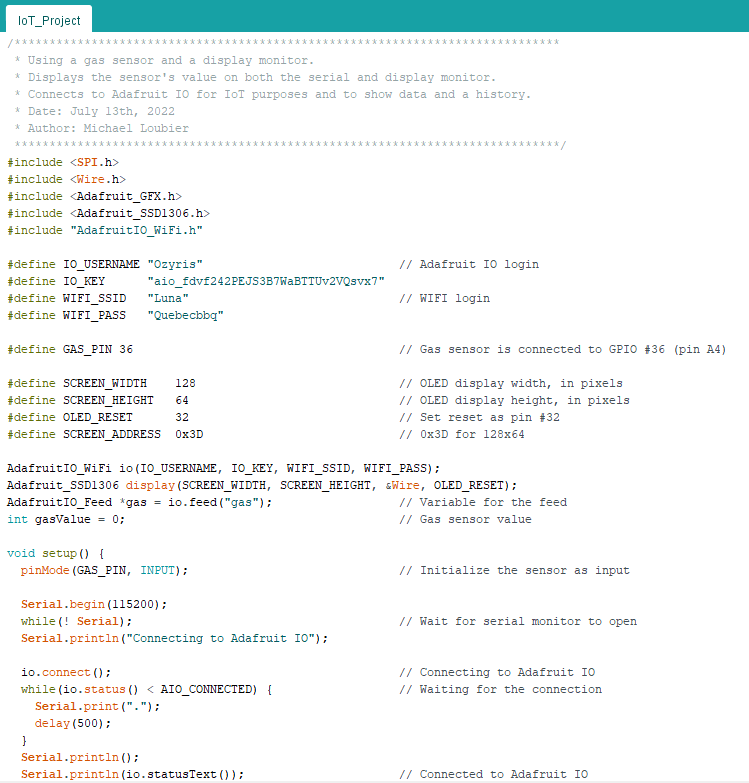 IoT_Project
/******************************************************************************
 * Using a gas sensor and a display monitor.
 * Displays the sensor's value on both the serial and display monitor.
 * Connects to Adafruit IO for IoT purposes and to show data and a history.
 * Date: July 13th, 2022
 * Author: Michael Loubier
 ******************************************************************************/
#include <SPI.h>
#include <Wire.h>
#include <Adafruit_GFX.h>
#include <Adafruit_SSD1306.h>
#include "AdafruitIO_WiFi.h"
#define IO_USERNAME "Ozyris" // Adafruit IO login
#define IO_KEY "aio_fdvf242PEJS3B7WaBTTUv2VQsvx7"
#define WIFI_SSID "Luna" // WIFI login
#define WIFI_PASS "Quebecbbq"
#define GAS_PIN 36 // Gas sensor is connected to GPIO #36 (pin A4)
#define SCREEN_WIDTH 128 // OLED display width, in pixels
#define SCREEN_HEIGHT 64 // OLED display height, in pixels
#define OLED_RESET 32 // Set reset as pin #32
#define SCREEN_ADDRESS 0x3D // 0x3D for 128x64
AdafruitIO_WiFi io(IO_USERNAME, IO_KEY, WIFI_SSID, WIFI_PASS);
Adafruit_SSD1306 display(SCREEN_WIDTH, SCREEN_HEIGHT, &Wire, OLED_RESET);
AdafruitIO_Feed *gas = io.feed("gas"); // Variable for the feed
int gasValue = 0; // Gas sensor value
void setup() {
  pinMode(GAS_PIN, INPUT); // Initialize the sensor as input
  Serial.begin(115200);
  while(! Serial); // Wait for serial monitor to open
  Serial.println("Connecting to Adafruit IO");
  io.connect(); // Connecting to Adafruit IO
  while(io.status() < AIO_CONNECTED) { // Waiting for the connection
    Serial.print(".");
    delay(500);
  }
  Serial.println();
  Serial.println(io.statusText()); // Connected to Adafruit IO